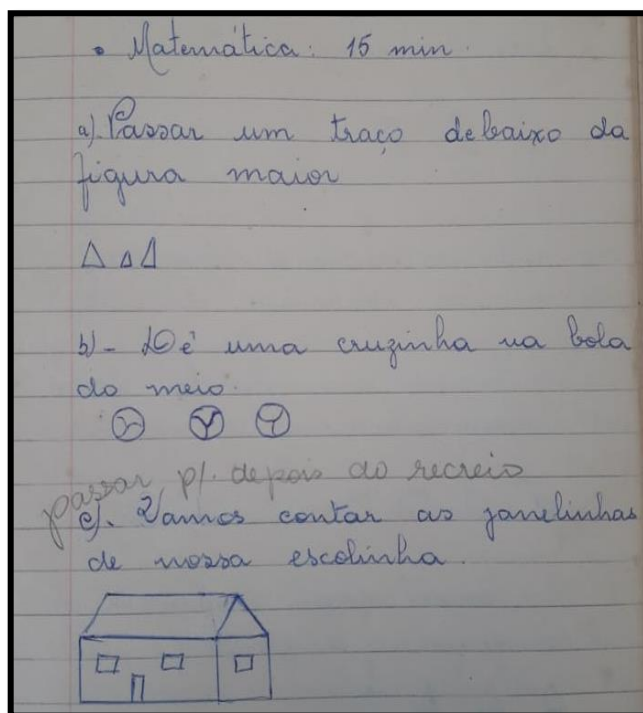 • Matemática: 15 min.
a) Passar um traço debaixo da
figura maior
b) - Dê uma cruzinha na bola
do meio.
passar p/. depois do recreio
c). Vamos contar as janelinhas
de nossa escolinha.